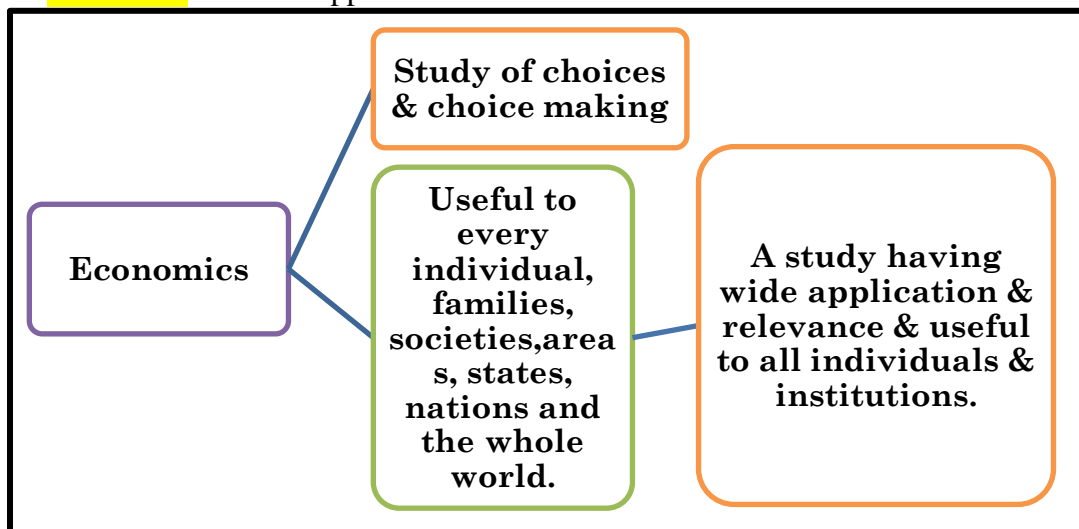 Study of choices
& choice making
Economics
Useful to
every
individual,
families,
societies,area
s, states,
nations and
the whole
world.
A study having
wide application &
relevance & useful
to all individuals &
institutions.